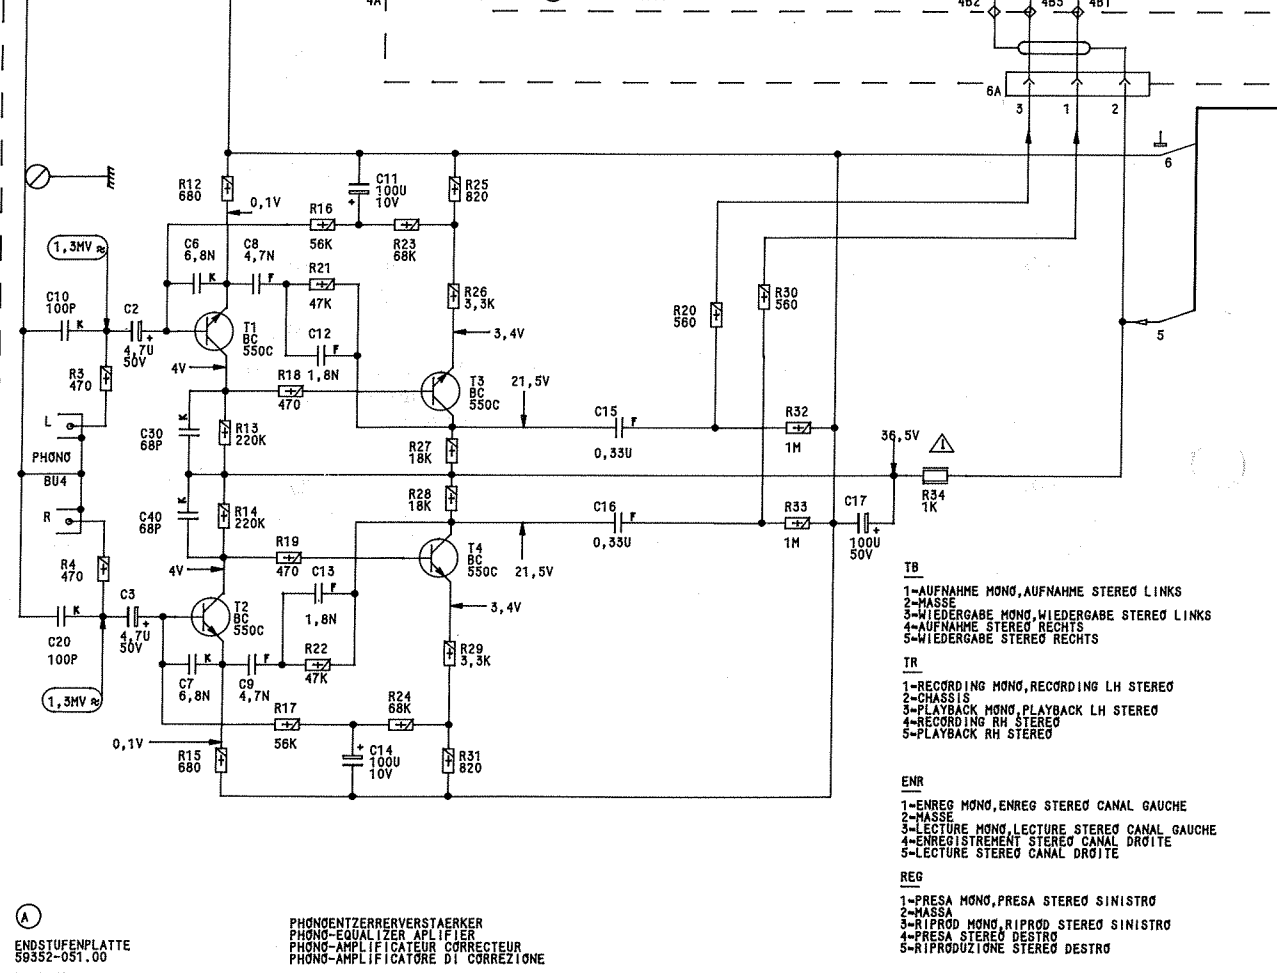 4A
4B2
4B3
4B1
6A
3
1
2
6
R12
680
0,1V
C11
100U
10V
+
R25
820
R16
56K
R23
68K
1,3MV ≈
C6
6,8N
K
C8
4,7N
F
R21
47K
R26
3,3K
R20
560
R30
560
5
C10
100P
K
C2
4,7U
50V
+
T1
BC
550C
C12
F
1,8N
3,4V
4V
R3
470
R18
470
T3
BC
550C
21,5V
L
PHONO
BU4
R
C30
68P
K
R13
220K
R27
18K
C15
F
0,33U
R32
1M
36,5V
R34
1K
C40
68P
K
R14
220K
R28
18K
C16
F
0,33U
R33
1M
C17
100U
50V
+
R4
470
4V
R19
470
T4
BC
550C
21,5V
C13
F
1,8N
3,4V
C20
100P
K
C3
4,7U
50V
+
T2
BC
550C
C7
6,8N
K
C9
4,7N
F
R22
47K
R29
3,3K
1,3MV ≈
R17
56K
R24
68K
0,1V
R15
680
C14
100U
10V
+
R31
820
TB
1-AUFNAHME MONO,AUFNAHME STEREO LINKS
2-MASSE
3-WIEDERGABE MONO,WIEDERGABE STEREO LINKS
4-AUFNAHME STEREO RECHTS
5-WIEDERGABE STEREO RECHTS
TR
1-RECORDING MONO,RECORDING LH STEREO
2-CHASSIS
3-PLAYBACK MONO,PLAYBACK LH STEREO
4-RECORDING RH STEREO
5-PLAYBACK RH STEREO
ENR
1-ENREG MONO,ENREG STEREO CANAL GAUCHE
2-MASSE
3-LECTURE MONO,LECTURE STEREO CANAL GAUCHE
4-ENREGISTREMENT STEREO CANAL DROITE
5-LECTURE STEREO CANAL DROITE
REG
1-PRESA MONO,PRESA STEREO SINISTRO
2-MASSA
3-RIPROD MONO,RIPROD STEREO SINISTRO
4-PRESA STEREO DESTRO
5-RIPRODUZIONE STEREO DESTRO
A
ENDSTUFENPLATTE
59352-051.00
PHONOENTZERRERVERSTAERKER
PHONO-EQUALIZER APLIFIER
PHONO-AMPLIFICATEUR CORRECTEUR
PHONO-AMPLIFICATORE DI CORREZIONE